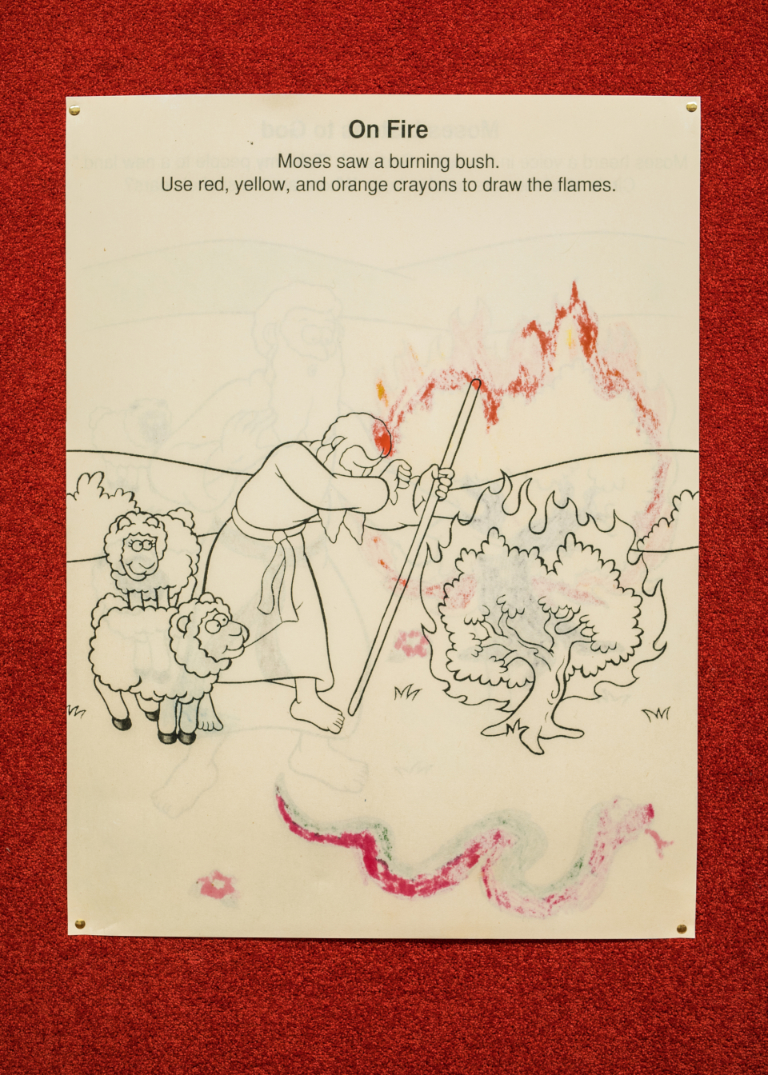 On Fire
Moses saw a burning bush.
Use red, yellow, and orange crayons to draw the flames.